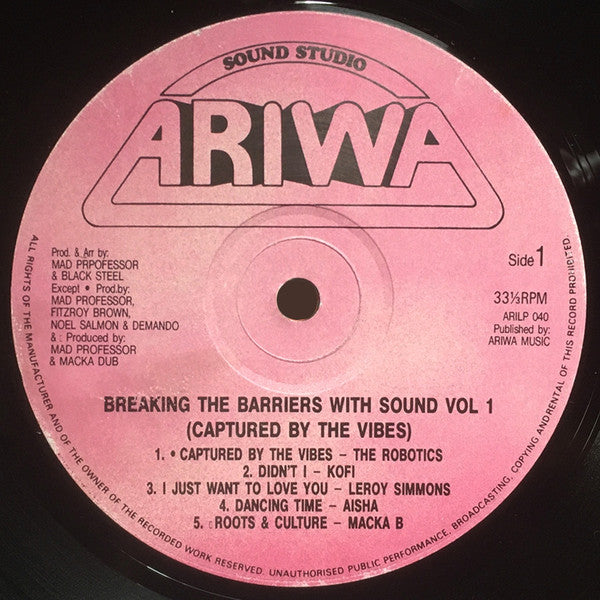 SOUND STUDIO
ARIWA
Prod. & Arr by:
MAD PRPOFESSOR
& BLACK STEEL
Except • Prod.by:
MAD PROFESSOR,
FITZROY BROWN,
NOEL SALMON & DEMANDO
& : Produced by:
MAD PROFESSOR
& MACKA DUB
Side 1
33⅓RPM
ARILP 040
Published by:
ARIWA MUSIC
BREAKING THE BARRIERS WITH SOUND VOL 1
(CAPTURED BY THE VIBES)
1. • CAPTURED BY THE VIBES – THE ROBOTICS
2. DIDN'T I – KOFI
3. I JUST WANT TO LOVE YOU – LEROY SIMMONS
4. DANCING TIME – AISHA
5. :ROOTS & CULTURE – MACKA B
ALL RIGHTS OF THE MANUFACTURER AND OF THE OWNER OF THE RECORDED WORK RESERVED. UNAUTHORISED PUBLIC PERFORMANCE, BROADCASTING, COPYING ANDRENTAL OF THIS RECORD PROHIBITED.